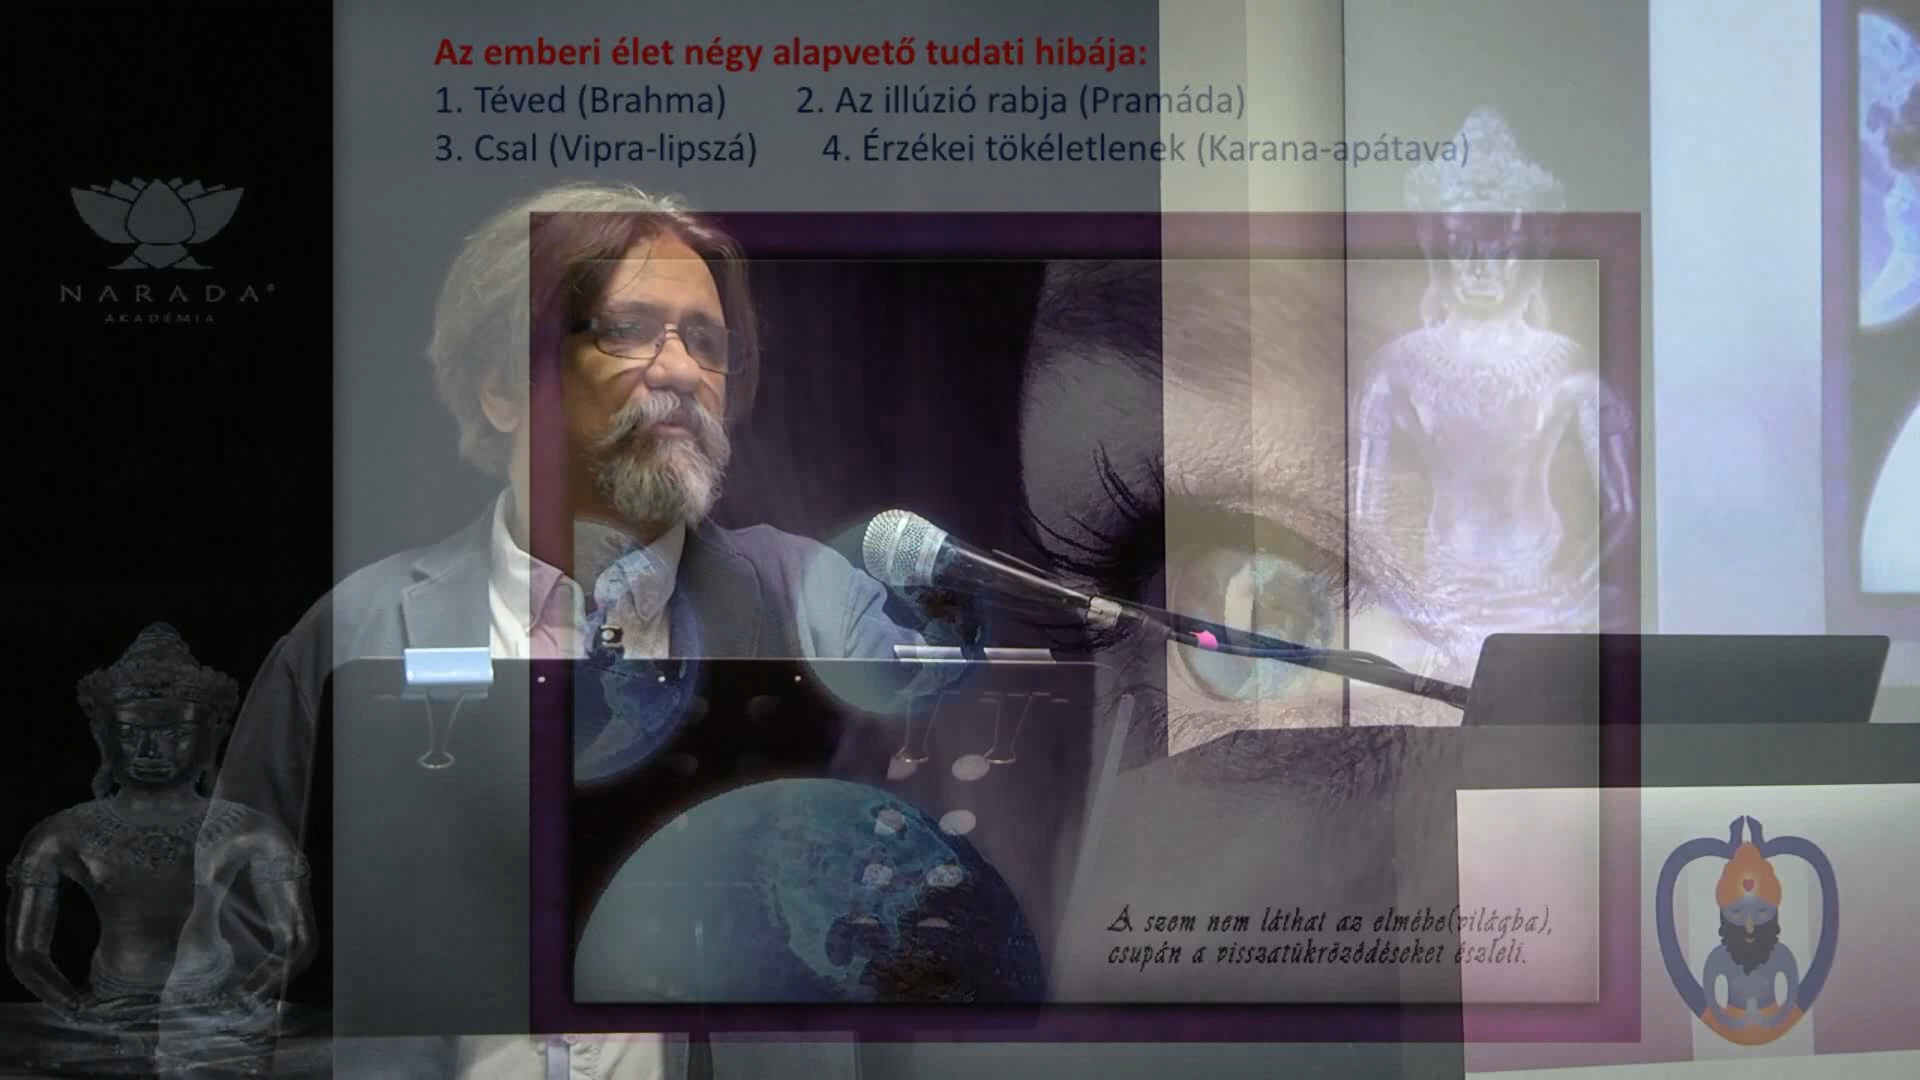 Az emberi élet négy alapvető tudati hibája:
1. Téved (Brahma) 2. Az illúzió rabja (Pramáda)
3. Csal (Vipra-lipszá) 4. Érzékei tökéletlenek (Karana-apátava)
NARADA®
AKADÉMIA
A szem nem láthat az elmébe(világba),
csupán a visszatükröződéseket észleli.